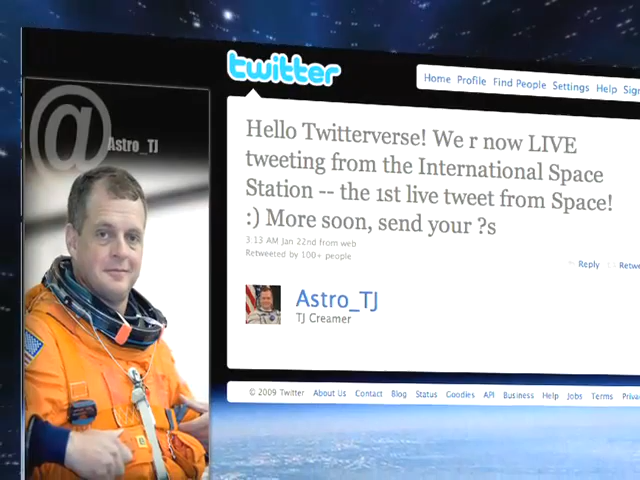 twitter
Home Profile Find People Settings Help
@Astro_TJ
Hello Twitterverse! We r now LIVE
tweeting from the International Space
Station -- the 1st live tweet from Space!
:) More soon, send your ?s
3:13 AM Jan 22nd from web
Retweeted by 100+ people
Reply
Astro_TJ
TJ Creamer
© 2009 Twitter About Us Contact Blog Status Goodies API Business Help Jobs Terms